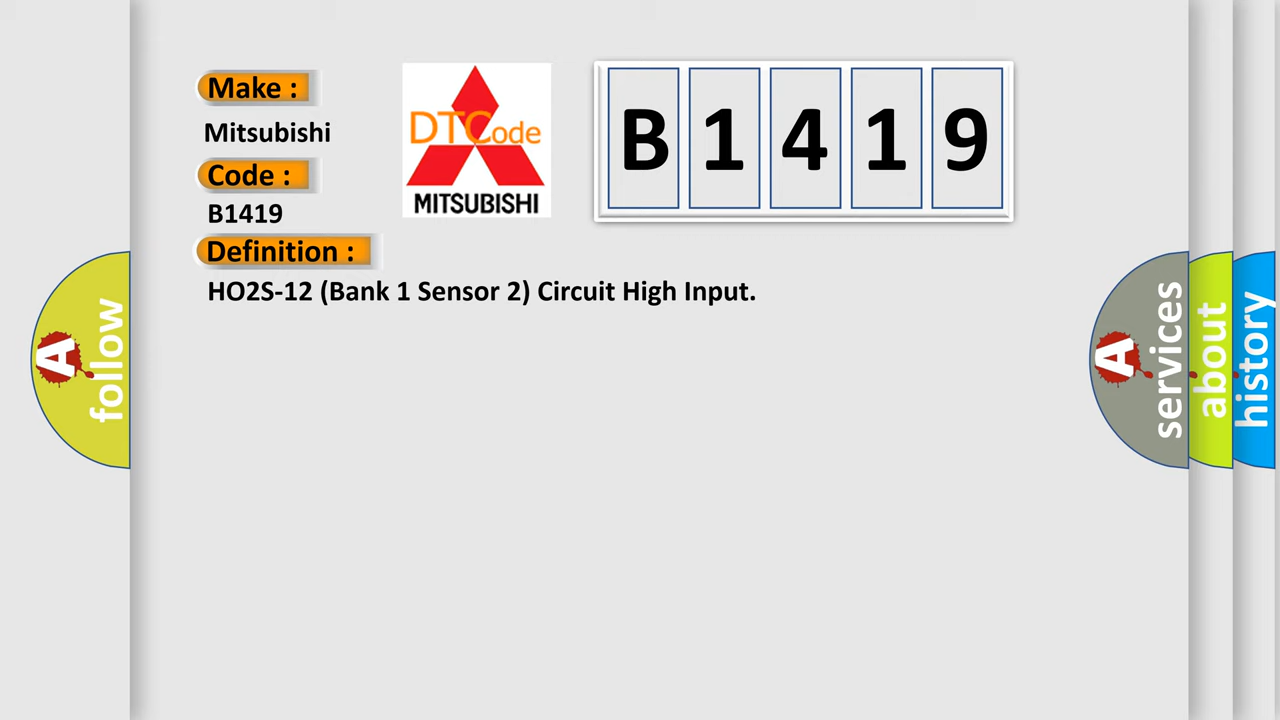 Make :
Mitsubishi
Code :
B1419
Definition :
HO2S-12 (Bank 1 Sensor 2) Circuit High Input.
DTCode
MITSUBISHI
B 1 4 1 9
A
follow
A
services
about
history